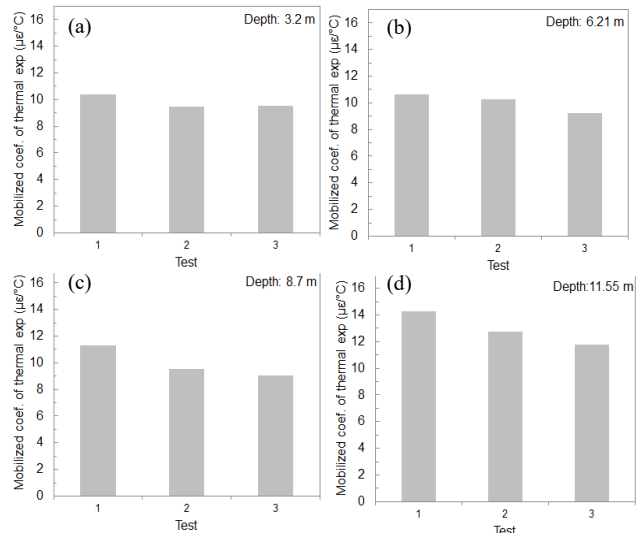 (a)
Depth: 3.2 m
Mobilized coef. of thermal exp (µε/°C)
16
14
12
10
8
6
4
2
0
1 2 3
Test
(b)
Depth: 6.21 m
Mobilized coef. of thermal exp (µε/°C)
16
14
12
10
8
6
4
2
0
1 2 3
Test
(c)
Depth: 8.7 m
Mobilized coef. of thermal exp (µε/°C)
16
14
12
10
8
6
4
2
0
1 2 3
Test
(d)
Depth:11.55 m
Mobilized coef. of thermal exp (µε/°C)
16
14
12
10
8
6
4
2
0
1 2 3
Test